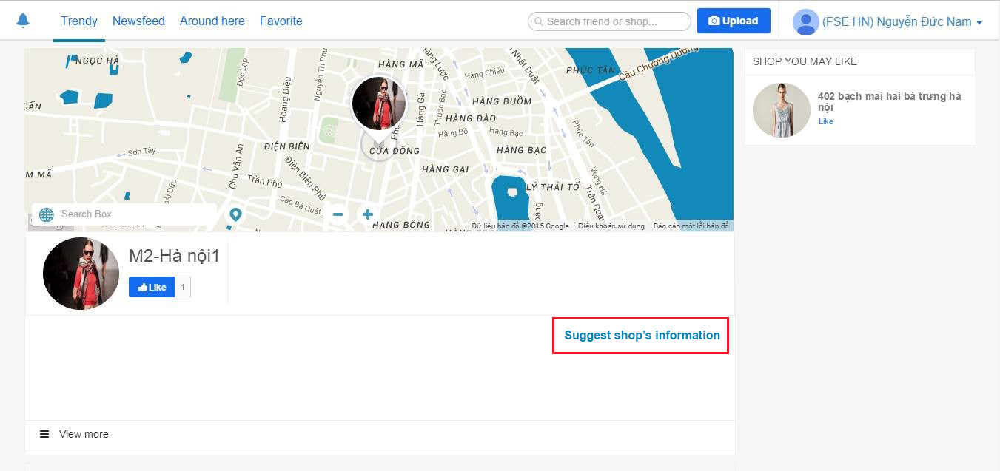 Trendy Newsfeed Around here Favorite Search friend or shop... Upload (FSE HN) Nguyễn Đức Nam
NGỌC HÀ
CẤN
Độc Lập
Hoàng Diệu
Nguyễn Tri Phư
HÀNG MÃ
Hàng Lược
Hàng Chiếu
Nhật Duật
PHÚC TÂN
Cầu Chương Dương
HÀNG BUỒM
Hàng Gà
Thuốc Bắc
HÀNG ĐÀO
Hàng Bồ
Hàng Bạc
Phúc Tân
ĐIỆN BIÊN
CỬA ĐÔNG
HÀNG BẠC
Sơn Tây
Chu Văn An
Điện Biên Phủ
Trần Phú
HÀNG GAI
M MÃ
LÝ THÁI TỔ
Vọng Hà
Trần Qua
Cao Bá Quát
HÀNG BÔNG
Search Box
Dữ liệu bản đồ ©2015 Google Điều khoản sử dụng Báo cáo một lỗi bản đồ
M2-Hà nội1
Like 1
Suggest shop's information
View more
SHOP YOU MAY LIKE
402 bạch mai hai bà trưng hà
nội
Like